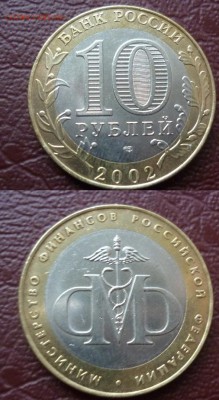 БАНК РОССИИ
10
РУБЛЕЙ
2002
МИНИСТЕРСТВО ФИНАНСОВ РОССИЙСКОЙ ФЕДЕРАЦИИ
МФ